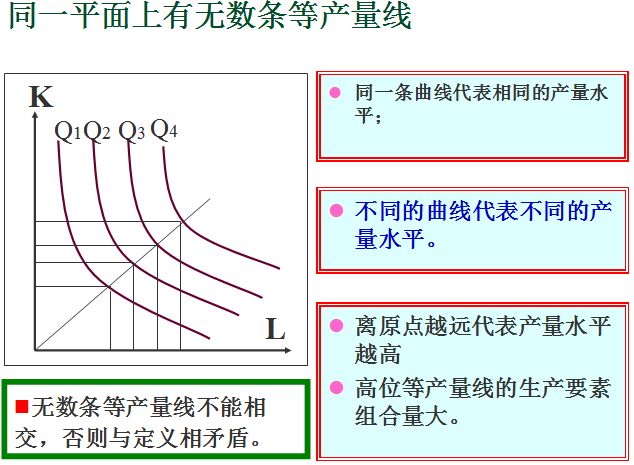 同一平面上有无数条等产量线
K
Q1 Q2 Q3 Q4
L
同一条曲线代表相同的产量水
平；
不同的曲线代表不同的产
量水平。
离原点越远代表产量水平
越高
高位等产量线的生产要素
组合量大。
无数条等产量线不能相
交，否则与定义相矛盾。